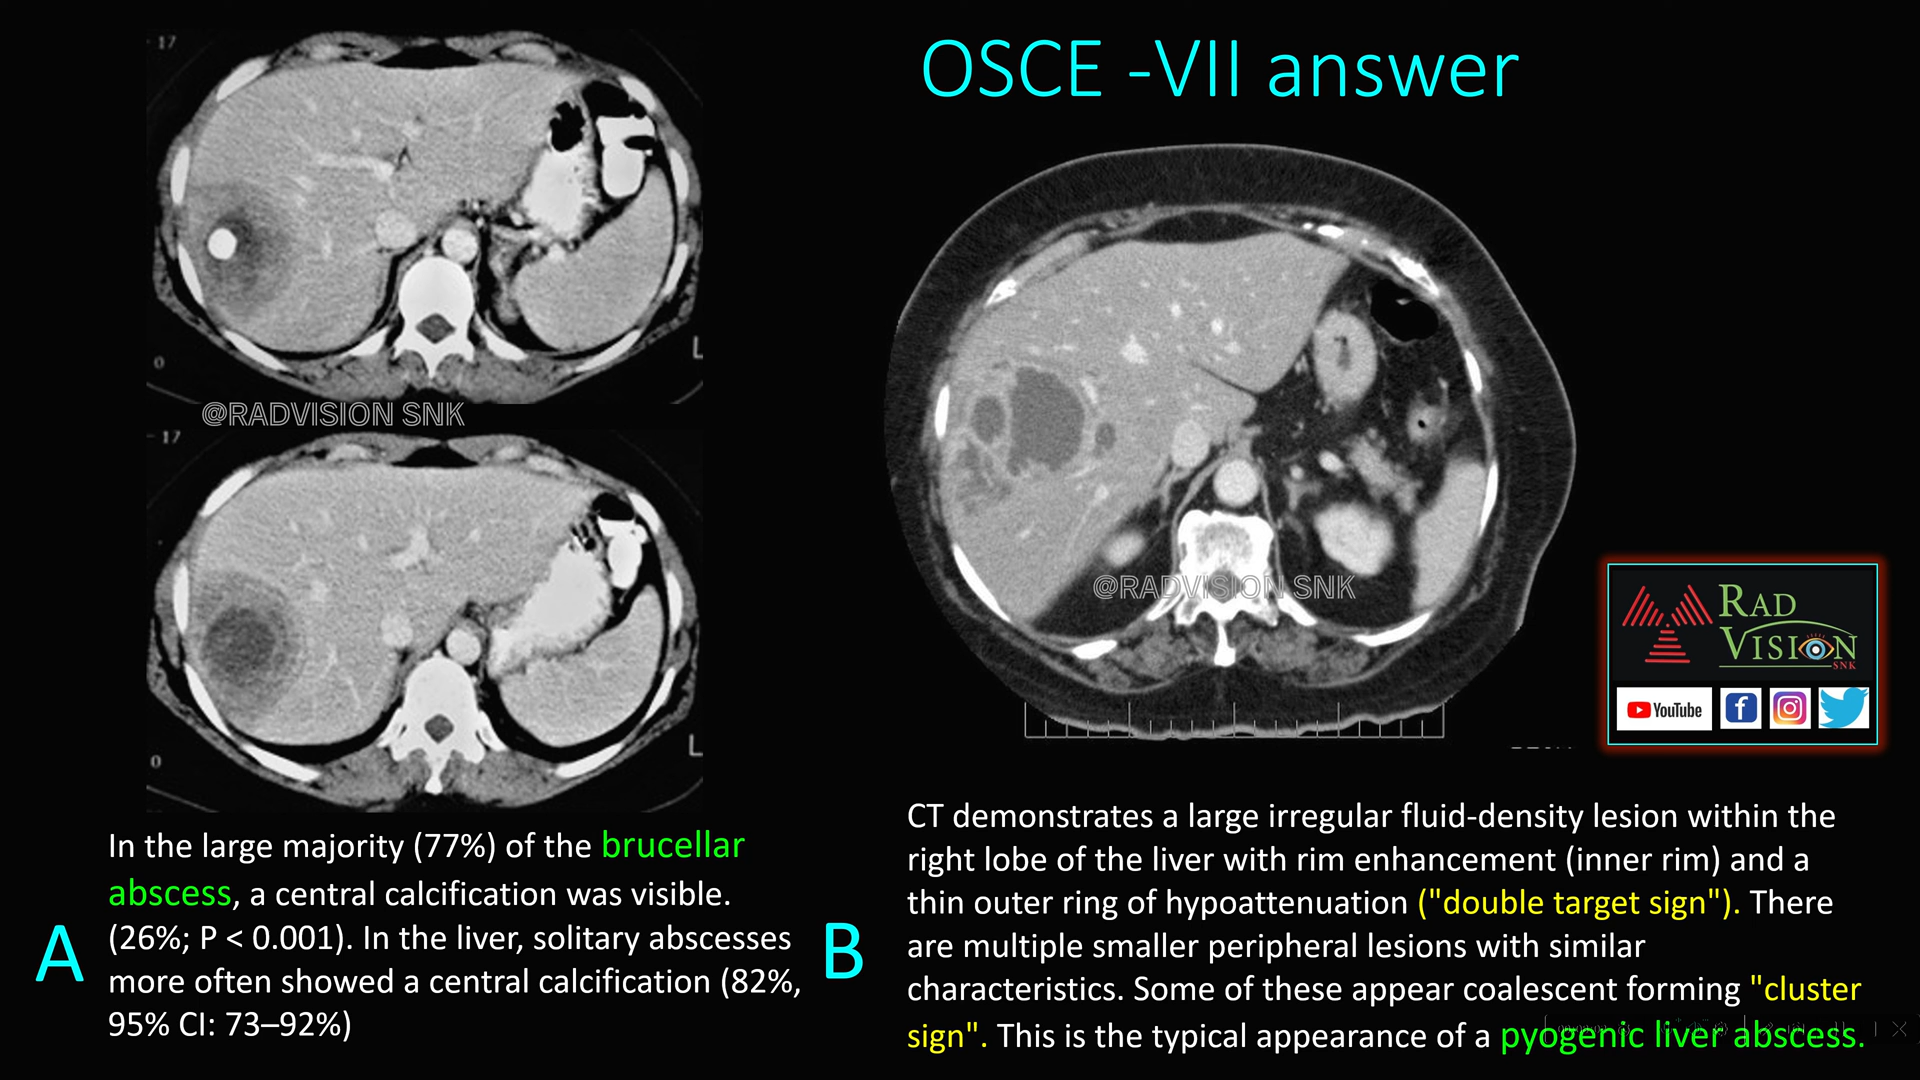 OSCE -VII answer
17
0
L
@RADVISION SNK
17
0
L
@RADVISION SNK
RAD
VISION
SNK
YouTube
A
In the large majority (77%) of the brucellar
abscess, a central calcification was visible.
(26%; P < 0.001). In the liver, solitary abscesses
more often showed a central calcification (82%,
95% CI: 73–92%)
B
CT demonstrates a large irregular fluid-density lesion within the
right lobe of the liver with rim enhancement (inner rim) and a
thin outer ring of hypoattenuation ("double target sign"). There
are multiple smaller peripheral lesions with similar
characteristics. Some of these appear coalescent forming "cluster
sign". This is the typical appearance of a pyogenic liver abscess.